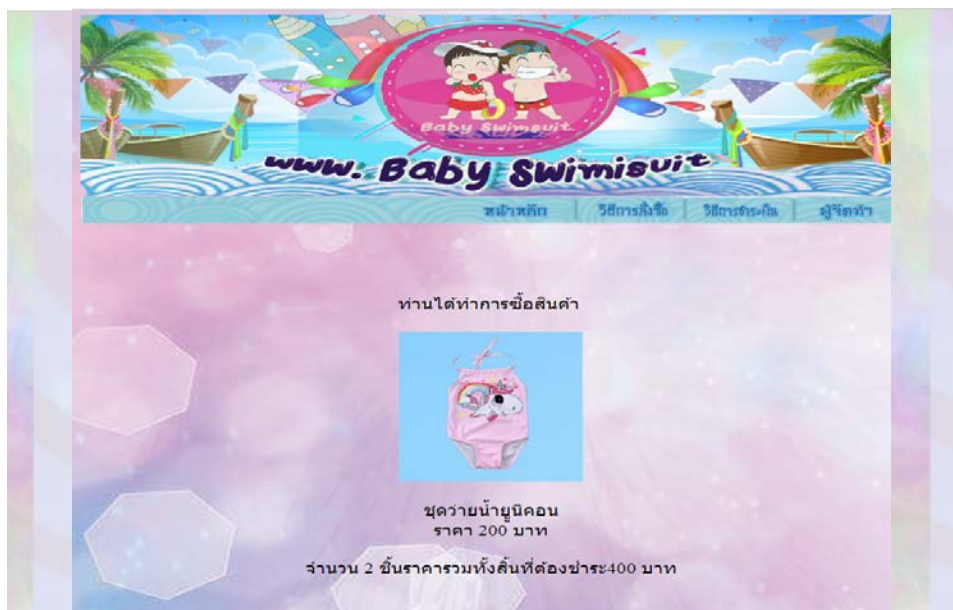 Baby Swimsuit
www. Baby Swimisuit
หน้าหลัก วิธีการสั่งซื้อ วิธีการชำระเงิน ผู้จัดทำ
ท่านได้ทำการซื้อสินค้า
ชุดว่ายน้ำยูนิคอน
ราคา 200 บาท
จำนวน 2 ชิ้นราคารวมทั้งสิ้นที่ต้องชำระ400 บาท